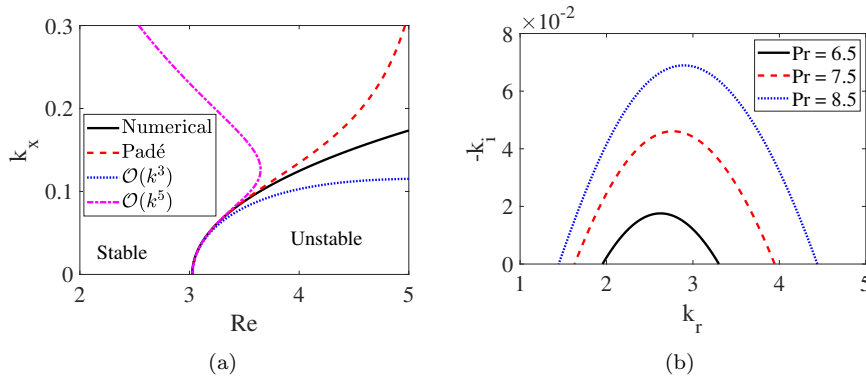 0.3
0.2
0.1
0
k_x
Numerical
Padé
𝒪(k³)
𝒪(k⁵)
Stable
Unstable
2 3 4 5
Re
(a)
×10⁻²
8
6
4
2
0
-k_i
Pr = 6.5
Pr = 7.5
Pr = 8.5
1 2 3 4 5
k_r
(b)